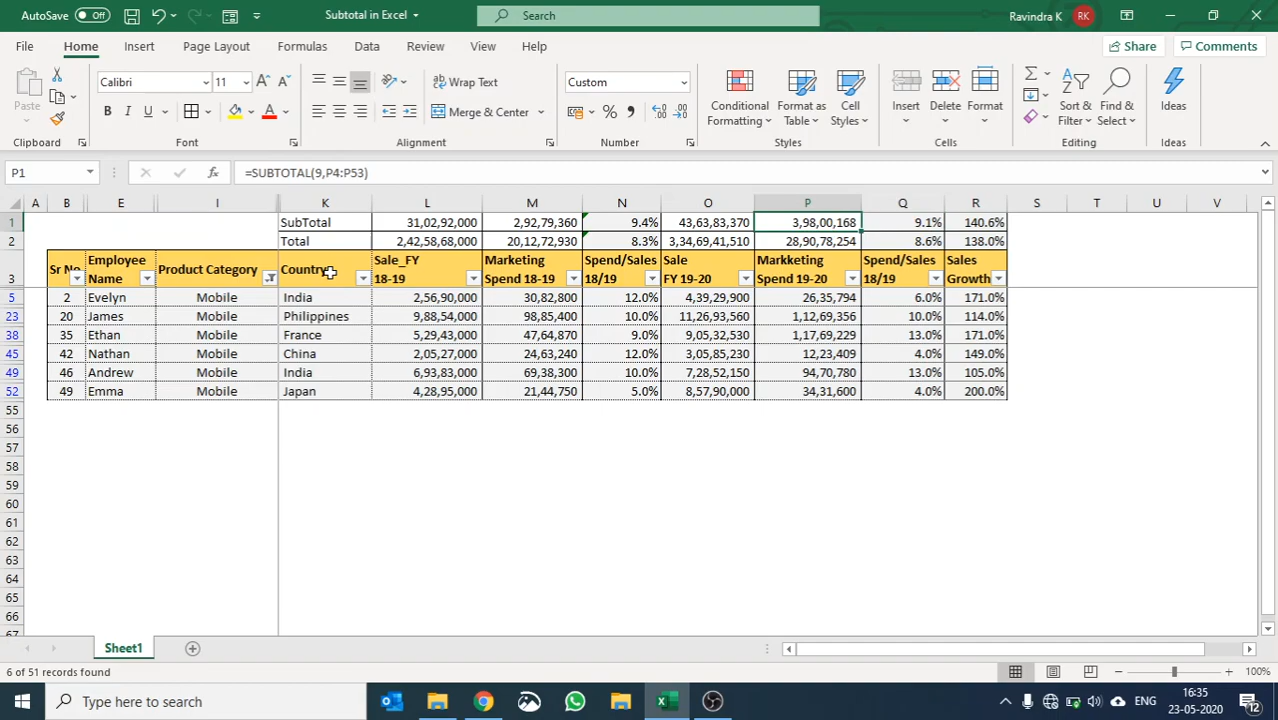 AutoSave Off Subtotal in Excel Search Ravindra K RK
File Home Insert Page Layout Formulas Data Review View Help Share Comments
Paste Calibri 11 Wrap Text Custom Conditional Formatting Format as Table Cell Styles Insert Delete Format Sort & Filter Find & Select Ideas
B I U Merge & Center
Clipboard Font Alignment Number Styles Cells Editing Ideas
P1 fx =SUBTOTAL(9,P4:P53)
A B E I K L M N O P Q R S T U V
1 SubTotal 31,02,92,000 2,92,79,360 9.4% 43,63,83,370 3,98,00,168 9.1% 140.6%
2 Total 2,42,58,68,000 20,12,72,930 8.3% 3,34,69,41,510 28,90,78,254 8.6% 138.0%
3 Sr No Employee Name Product Category Country Sale_FY 18-19 Marketing Spend 18-19 Spend/Sales 18/19 Sale FY 19-20 Markketing Spend 19-20 Spend/Sales 18/19 Sales Growth
5 2 Evelyn Mobile India 2,56,90,000 30,82,800 12.0% 4,39,29,900 26,35,794 6.0% 171.0%
23 20 James Mobile Philippines 9,88,54,000 98,85,400 10.0% 11,26,93,560 1,12,69,356 10.0% 114.0%
38 35 Ethan Mobile France 5,29,43,000 47,64,870 9.0% 9,05,32,530 1,17,69,229 13.0% 171.0%
45 42 Nathan Mobile China 2,05,27,000 24,63,240 12.0% 3,05,85,230 12,23,409 4.0% 149.0%
49 46 Andrew Mobile India 6,93,83,000 69,38,300 10.0% 7,28,52,150 94,70,780 13.0% 105.0%
52 49 Emma Mobile Japan 4,28,95,000 21,44,750 5.0% 8,57,90,000 34,31,600 4.0% 200.0%
55
56
57
58
59
60
61
62
63
64
65
66
67
Sheet1
6 of 51 records found 100%
Type here to search ENG 16:35
23-05-2020 12